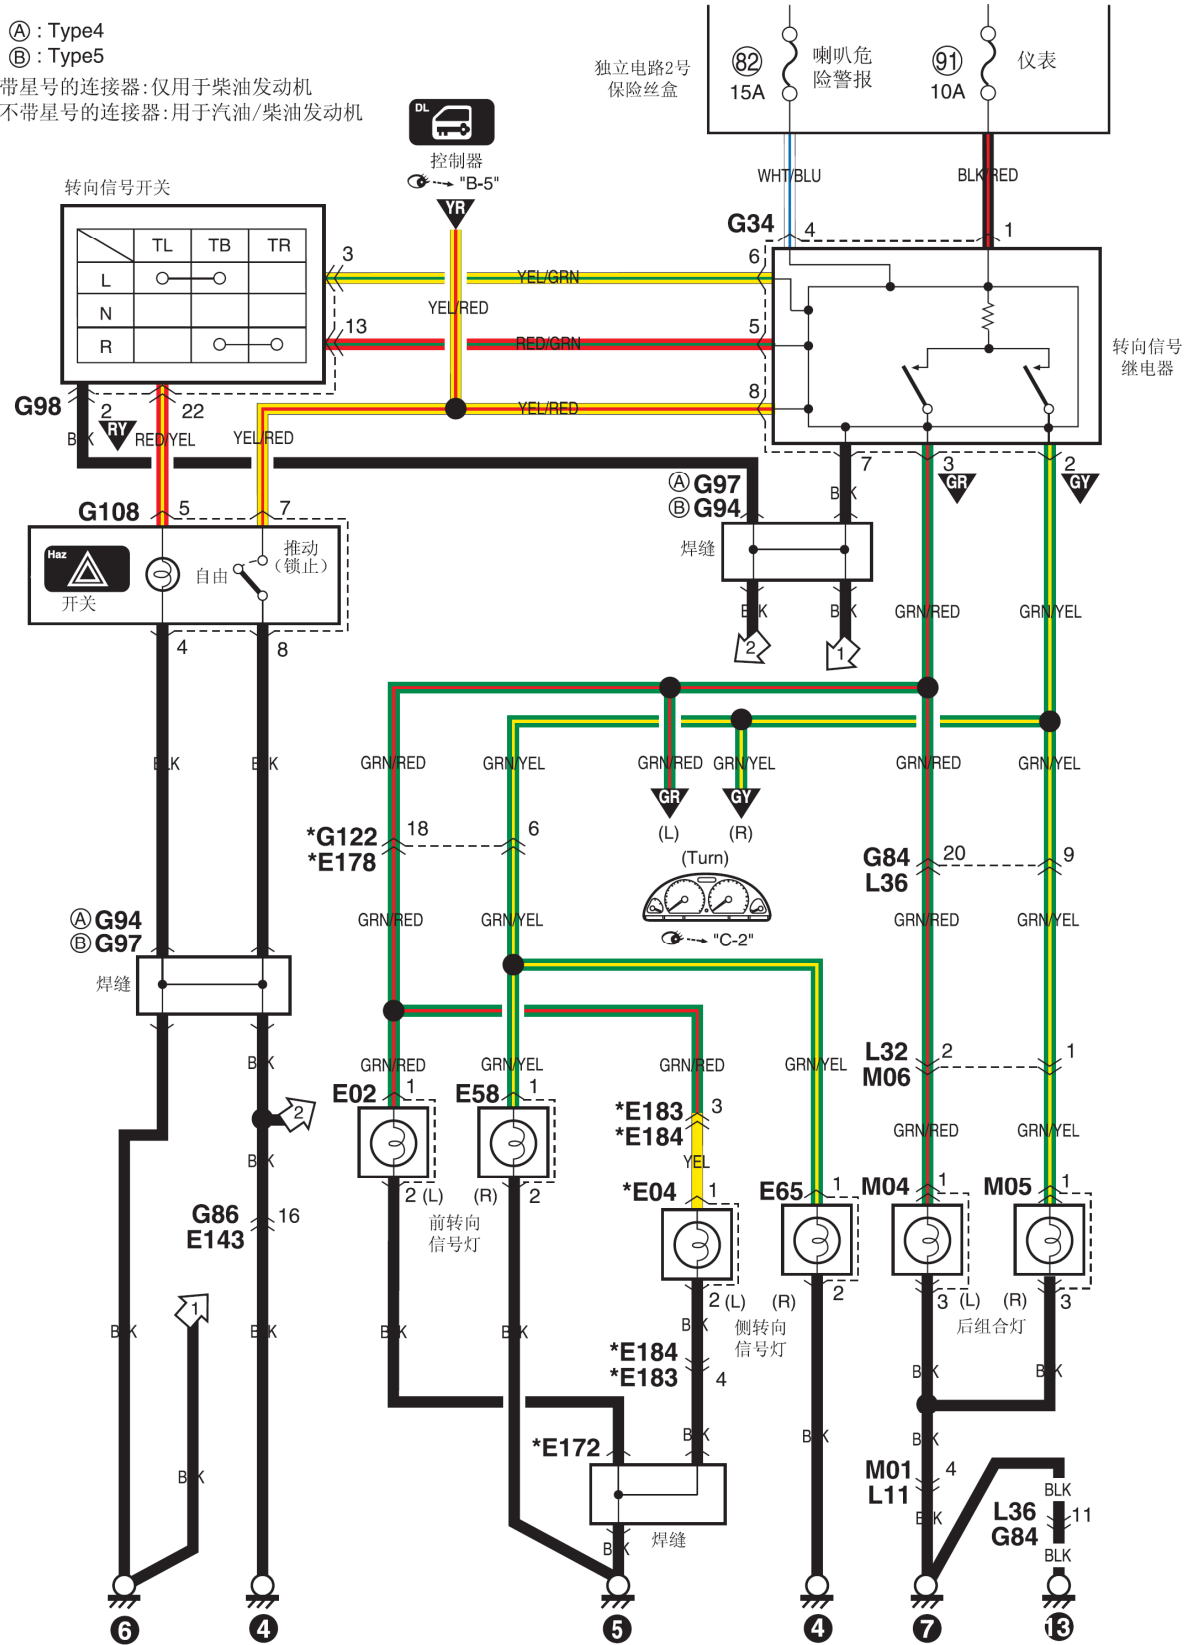 Ⓐ : Type4
Ⓑ : Type5
带星号的连接器:仅用于柴油发动机
不带星号的连接器:用于汽油/柴油发动机
独立电路2号
保险丝盒
82
15A
喇叭危
险警报
91
10A
仪表
DL
控制器
"B-5"
YR
转向信号开关
TL TB TR
L
N
R
WHT/BLU
BLK/RED
G34
4
1
3
YEL/GRN
6
YEL/RED
13
RED/GRN
5
转向信号
继电器
8
YEL/RED
G98
2
RY
22
BLK
RED/YEL
YEL/RED
7
3
2
GR
GY
Ⓐ G97
Ⓑ G94
BLK
G108
5
7
焊缝
Haz
开关
自由
推动
(锁止)
BLK
BLK
GRN/RED
GRN/YEL
4
8
2
1
BLK
BLK
GRN/RED
GRN/YEL
GRN/RED
GRN/YEL
GRN/RED
GRN/YEL
GR
GY
(L)
(R)
*G122
*E178
18
6
(Turn)
G84
L36
20
9
"C-2"
Ⓐ G94
Ⓑ G97
GRN/RED
GRN/YEL
GRN/RED
GRN/YEL
焊缝
BLK
GRN/RED
GRN/YEL
GRN/RED
GRN/YEL
L32
M06
2
1
E02
1
E58
1
2
*E183
*E184
3
GRN/RED
GRN/YEL
BLK
YEL
2
(L)
(R)
2
*E04
1
E65
1
M04
1
M05
1
G86
E143
16
前转向
信号灯
2
(L)
(R)
2
3
(L)
(R)
3
1
BLK
BLK
BLK
BLK
BLK
侧转向
信号灯
后组合灯
*E184
*E183
4
BLK
BLK
*E172
BLK
BLK
BLK
M01
L11
4
BLK
BLK
BLK
L36
G84
11
BLK
BLK
焊缝
6
4
5
4
7
13